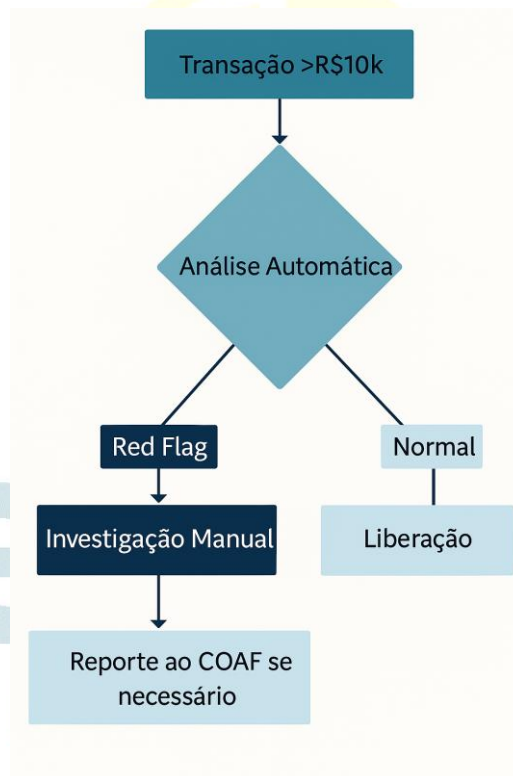 Transação >R$10k
Análise Automática
Red Flag
Normal
Investigação Manual
Liberação
Reporte ao COAF se
necessário